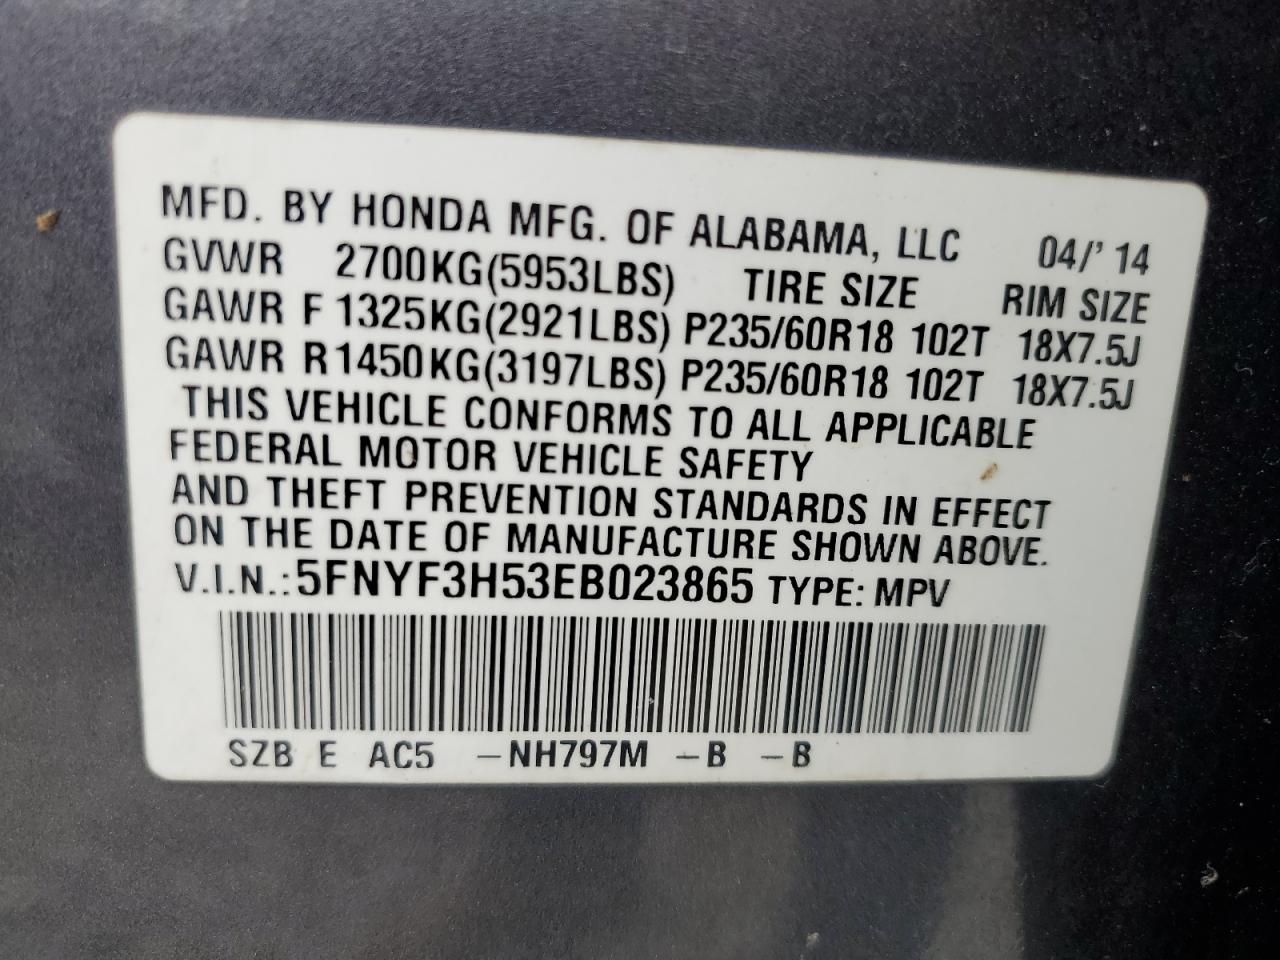 MFD. BY HONDA MFG. OF ALABAMA, LLC 04/' 14
GVWR 2700KG(5953LBS) TIRE SIZE RIM SIZE
GAWR F 1325KG(2921LBS) P235/60R18 102T 18X7.5J
GAWR R 1450KG(3197LBS) P235/60R18 102T 18X7.5J
THIS VEHICLE CONFORMS TO ALL APPLICABLE
FEDERAL MOTOR VEHICLE SAFETY
AND THEFT PREVENTION STANDARDS IN EFFECT
ON THE DATE OF MANUFACTURE SHOWN ABOVE.
V.I.N.: 5FNYF3H53EB023865 TYPE: MPV
SZB E AC5 -NH797M -B -B